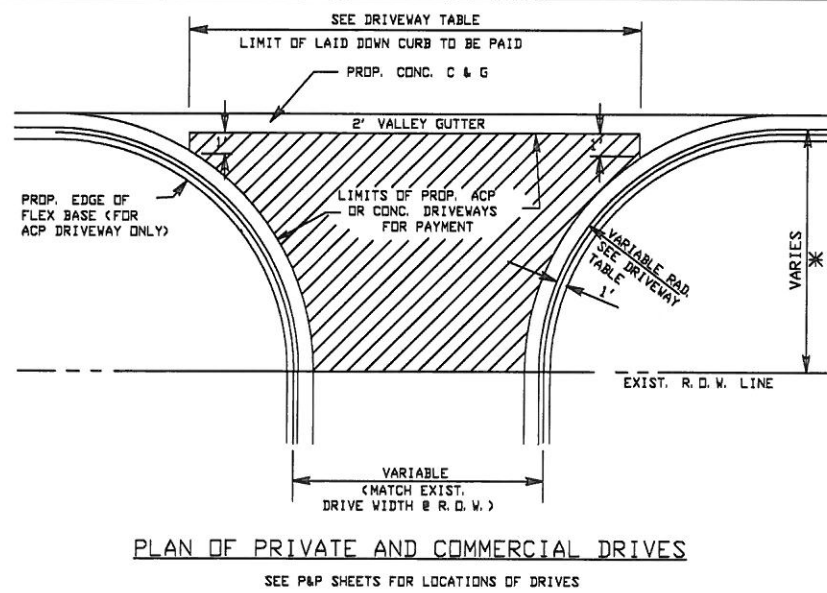 SEE DRIVEWAY TABLE
LIMIT OF LAID DOWN CURB TO BE PAID
PROP. CONC. C & G
2' VALLEY GUTTER
1'
1'
PROP. EDGE OF
FLEX BASE (FOR
ACP DRIVEWAY ONLY)
LIMITS OF PROP. ACP
OR CONC. DRIVEWAYS
FOR PAYMENT
VARIABLE RAD.
SEE DRIVEWAY
TABLE
1'
VARIES *
EXIST. R.O.W. LINE
VARIABLE
(MATCH EXIST.
DRIVE WIDTH @ R.O.W.)
PLAN OF PRIVATE AND COMMERCIAL DRIVES
SEE P&P SHEETS FOR LOCATIONS OF DRIVES